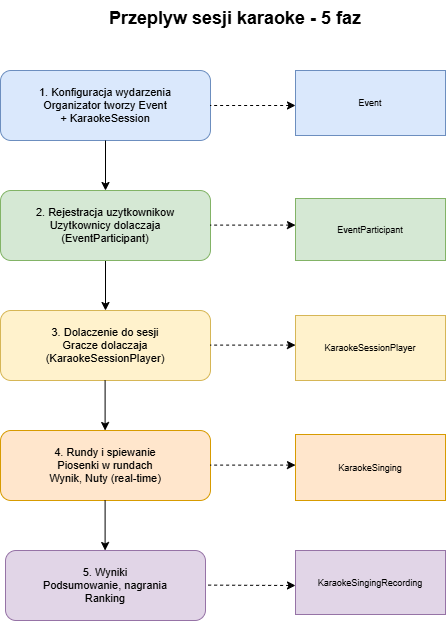 Przeplyw sesji karaoke - 5 faz
1. Konfiguracja wydarzenia
Organizator tworzy Event
+ KaraokeSession
Event
2. Rejestracja uzytkownikow
Uzytkownicy dolaczaja
(EventParticipant)
EventParticipant
3. Dolaczenie do sesji
Gracze dolaczaja
(KaraokeSessionPlayer)
KaraokeSessionPlayer
4. Rundy i spiewanie
Piosenki w rundach
Wynik, Nuty (real-time)
KaraokeSinging
5. Wyniki
Podsumowanie, nagrania
Ranking
KaraokeSingingRecording